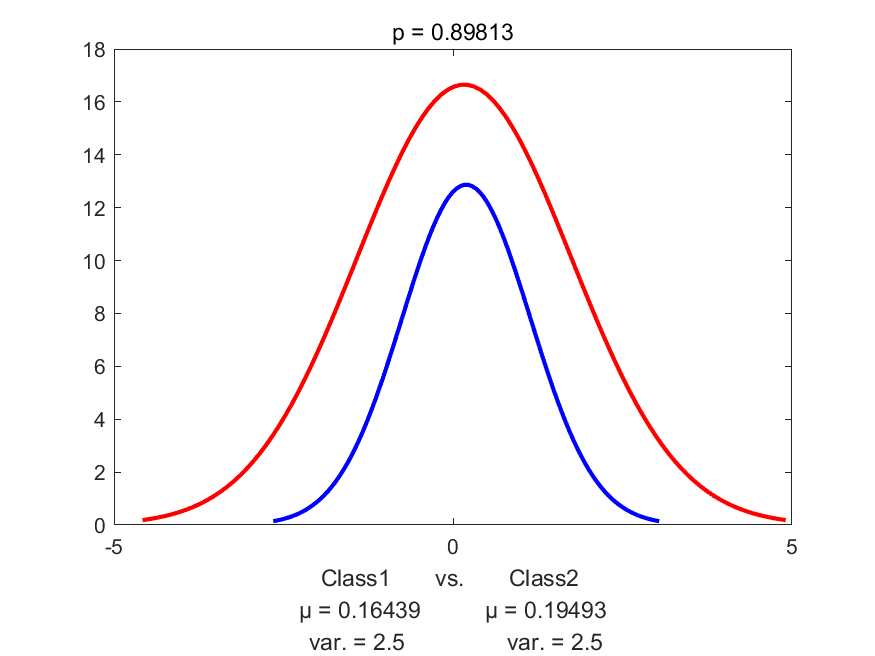 p = 0.89813
18
16
14
12
10
8
6
4
2
0
-5 0 5
Class1 vs. Class2
μ = 0.16439 μ = 0.19493
var. = 2.5 var. = 2.5